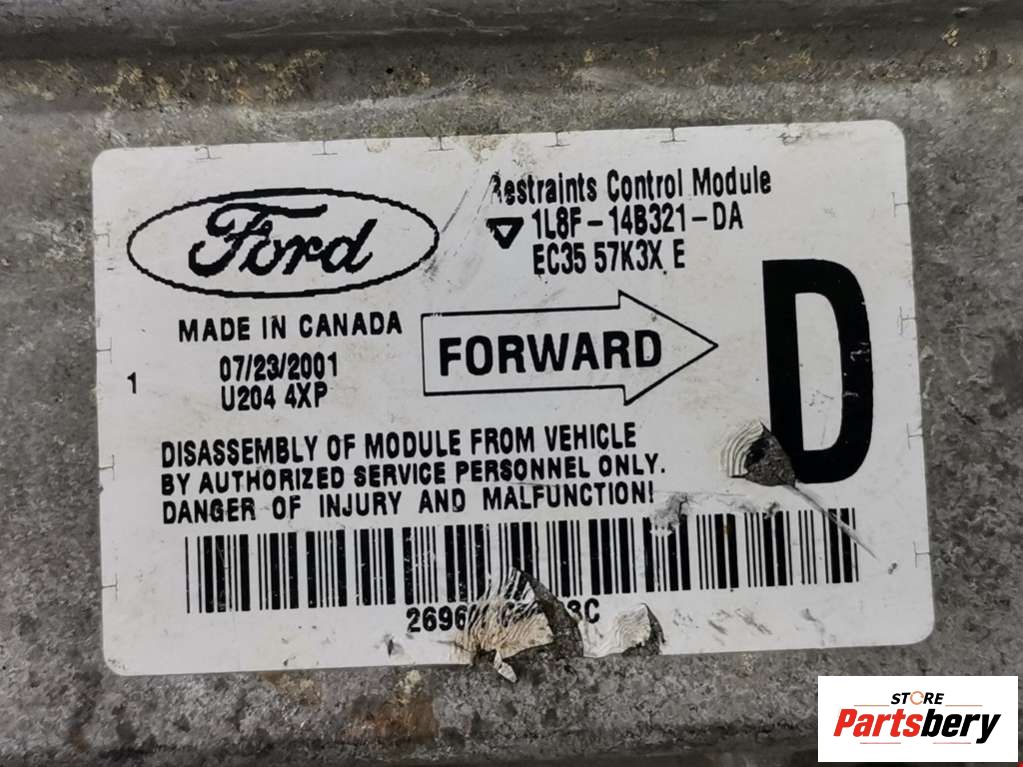 Ford
Restraints Control Module
1L8F-14B321-DA
EC35 57K3X E
MADE IN CANADA
07/23/2001
U204 4XP
1
FORWARD
D
DISASSEMBLY OF MODULE FROM VEHICLE
BY AUTHORIZED SERVICE PERSONNEL ONLY.
DANGER OF INJURY AND MALFUNCTION!
STORE
Partsbery